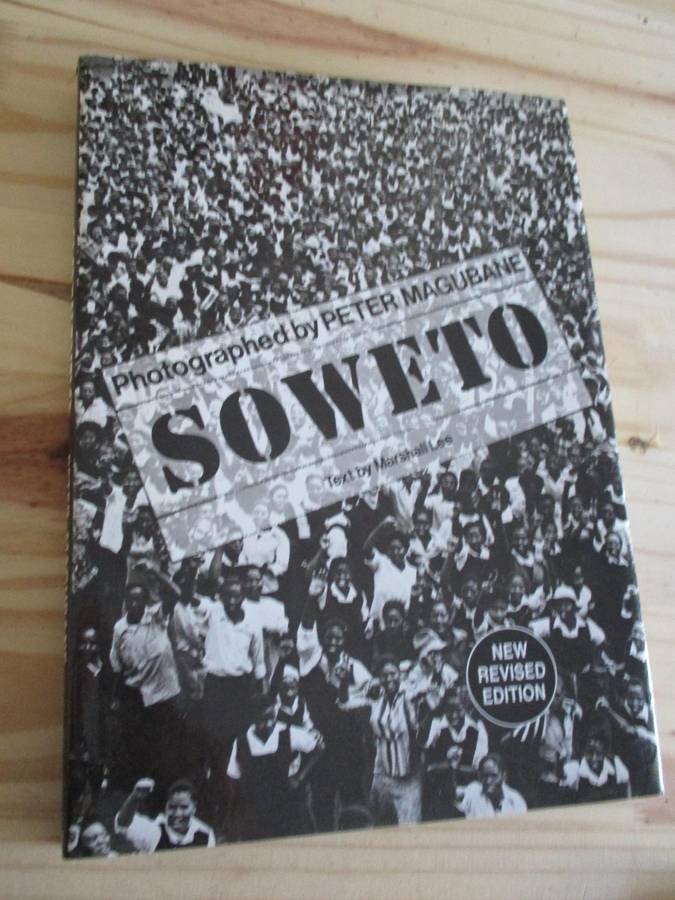 Photographed by PETER MAGUBANE
SOWETO
Text by Marshall Lee
NEW
REVISED
EDITION